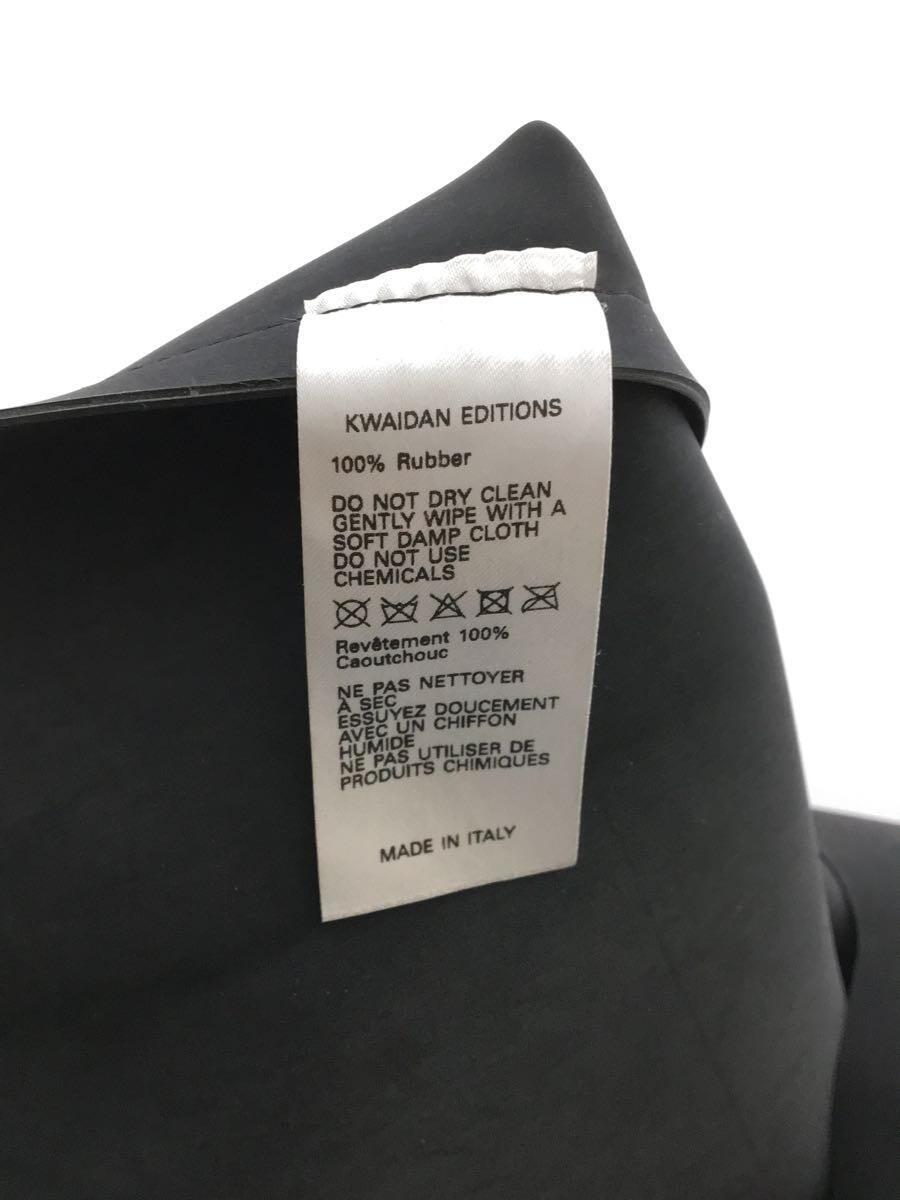 KWAIDAN EDITIONS
100% Rubber
DO NOT DRY CLEAN
GENTLY WIPE WITH A
SOFT DAMP CLOTH
DO NOT USE
CHEMICALS
Revêtement 100%
Caoutchouc
NE PAS NETTOYER
A SEC
ESSUYEZ DOUCEMENT
AVEC UN CHIFFON
HUMIDE
NE PAS UTILISER DE
PRODUITS CHIMIQUES
MADE IN ITALY